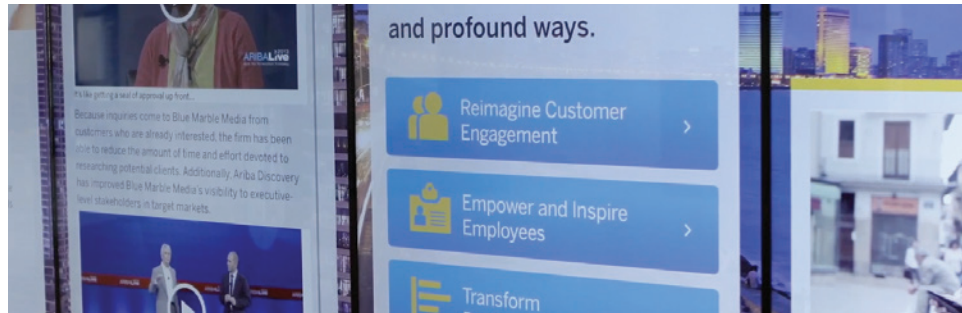 ARIBALIVE
It's like getting a seal of approval up front...
Because inquiries come to Blue Marble Media from
customers who are already interested, the firm has been
able to reduce the amount of time and effort devoted to
researching potential clients. Additionally, Ariba Discovery
has improved Blue Marble Media's visibility to executive-
level stakeholders in target markets.
and profound ways.
Reimagine Customer
Engagement
Empower and Inspire
Employees
Transform